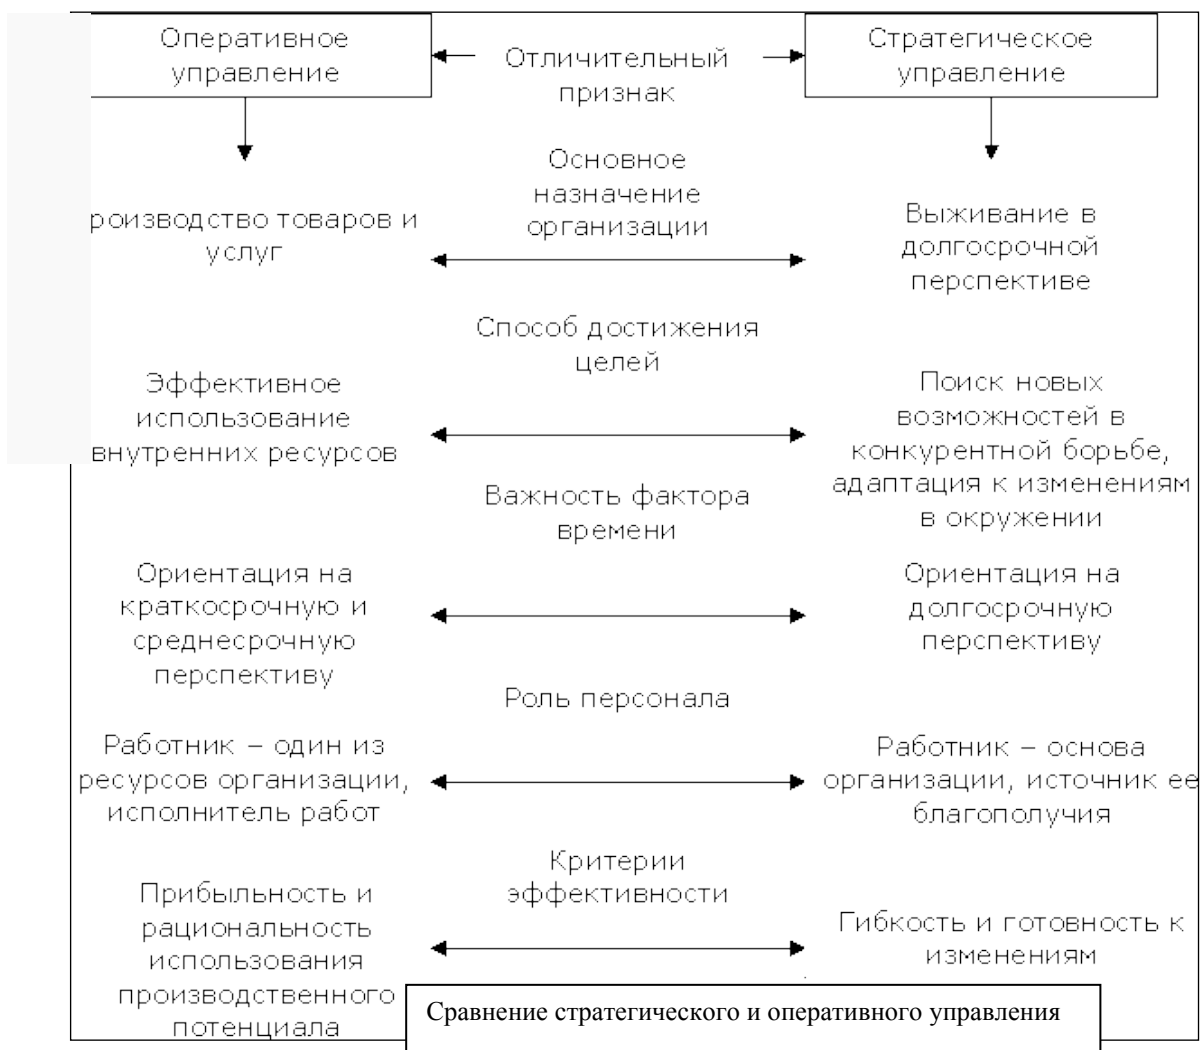 Оперативное
управление
Отличительный
признак
Стратегическое
управление
Основное
назначение
организации
роизводство товаров и
услуг
Выживание в
долгосрочной
перспективе
Способ достижения
целей
Эффективное
использование
внутренних ресурсов
Поиск новых
возможностей в
конкурентной борьбе,
адаптация к изменениям
в окружении
Важность фактора
времени
Ориентация на
краткосрочную и
среднесрочную
перспективу
Ориентация на
долгосрочную
перспективу
Роль персонала
Работник – один из
ресурсов организации,
исполнитель работ
Работник – основа
организации, источник ее
благополучия
Критерии
эффективности
Прибыльность и
рациональность
использования
производственного
потенциала
Гибкость и готовность к
изменениям
Сравнение стратегического и оперативного управления